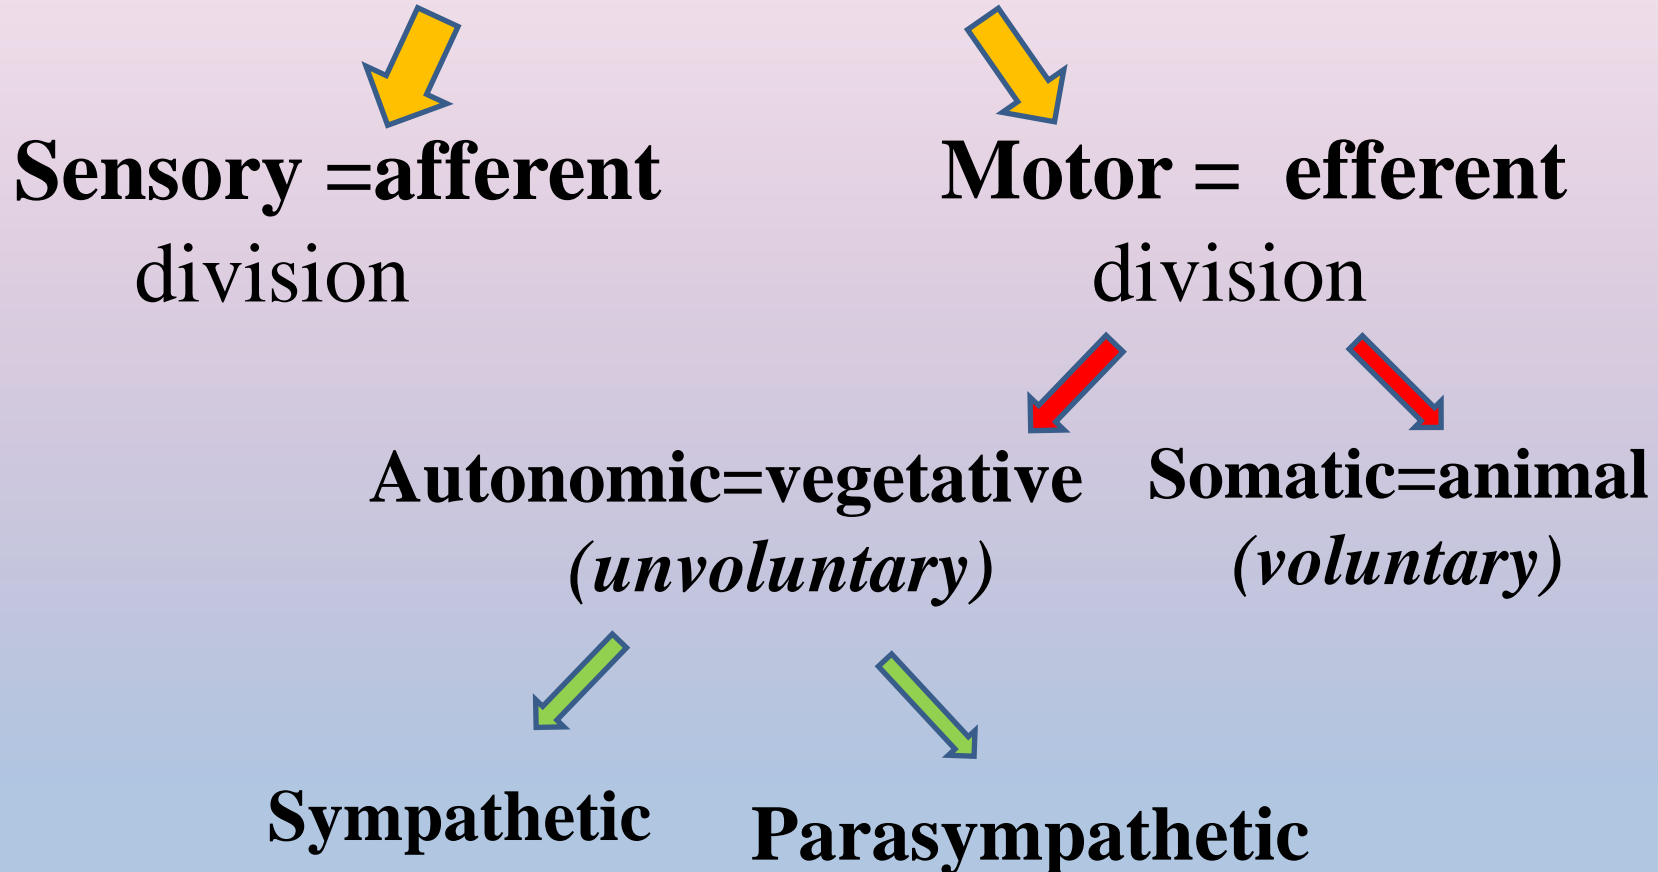 Sensory =afferent
division
Motor = efferent
division
Autonomic=vegetative
(unvoluntary)
Somatic=animal
(voluntary)
Sympathetic
Parasympathetic